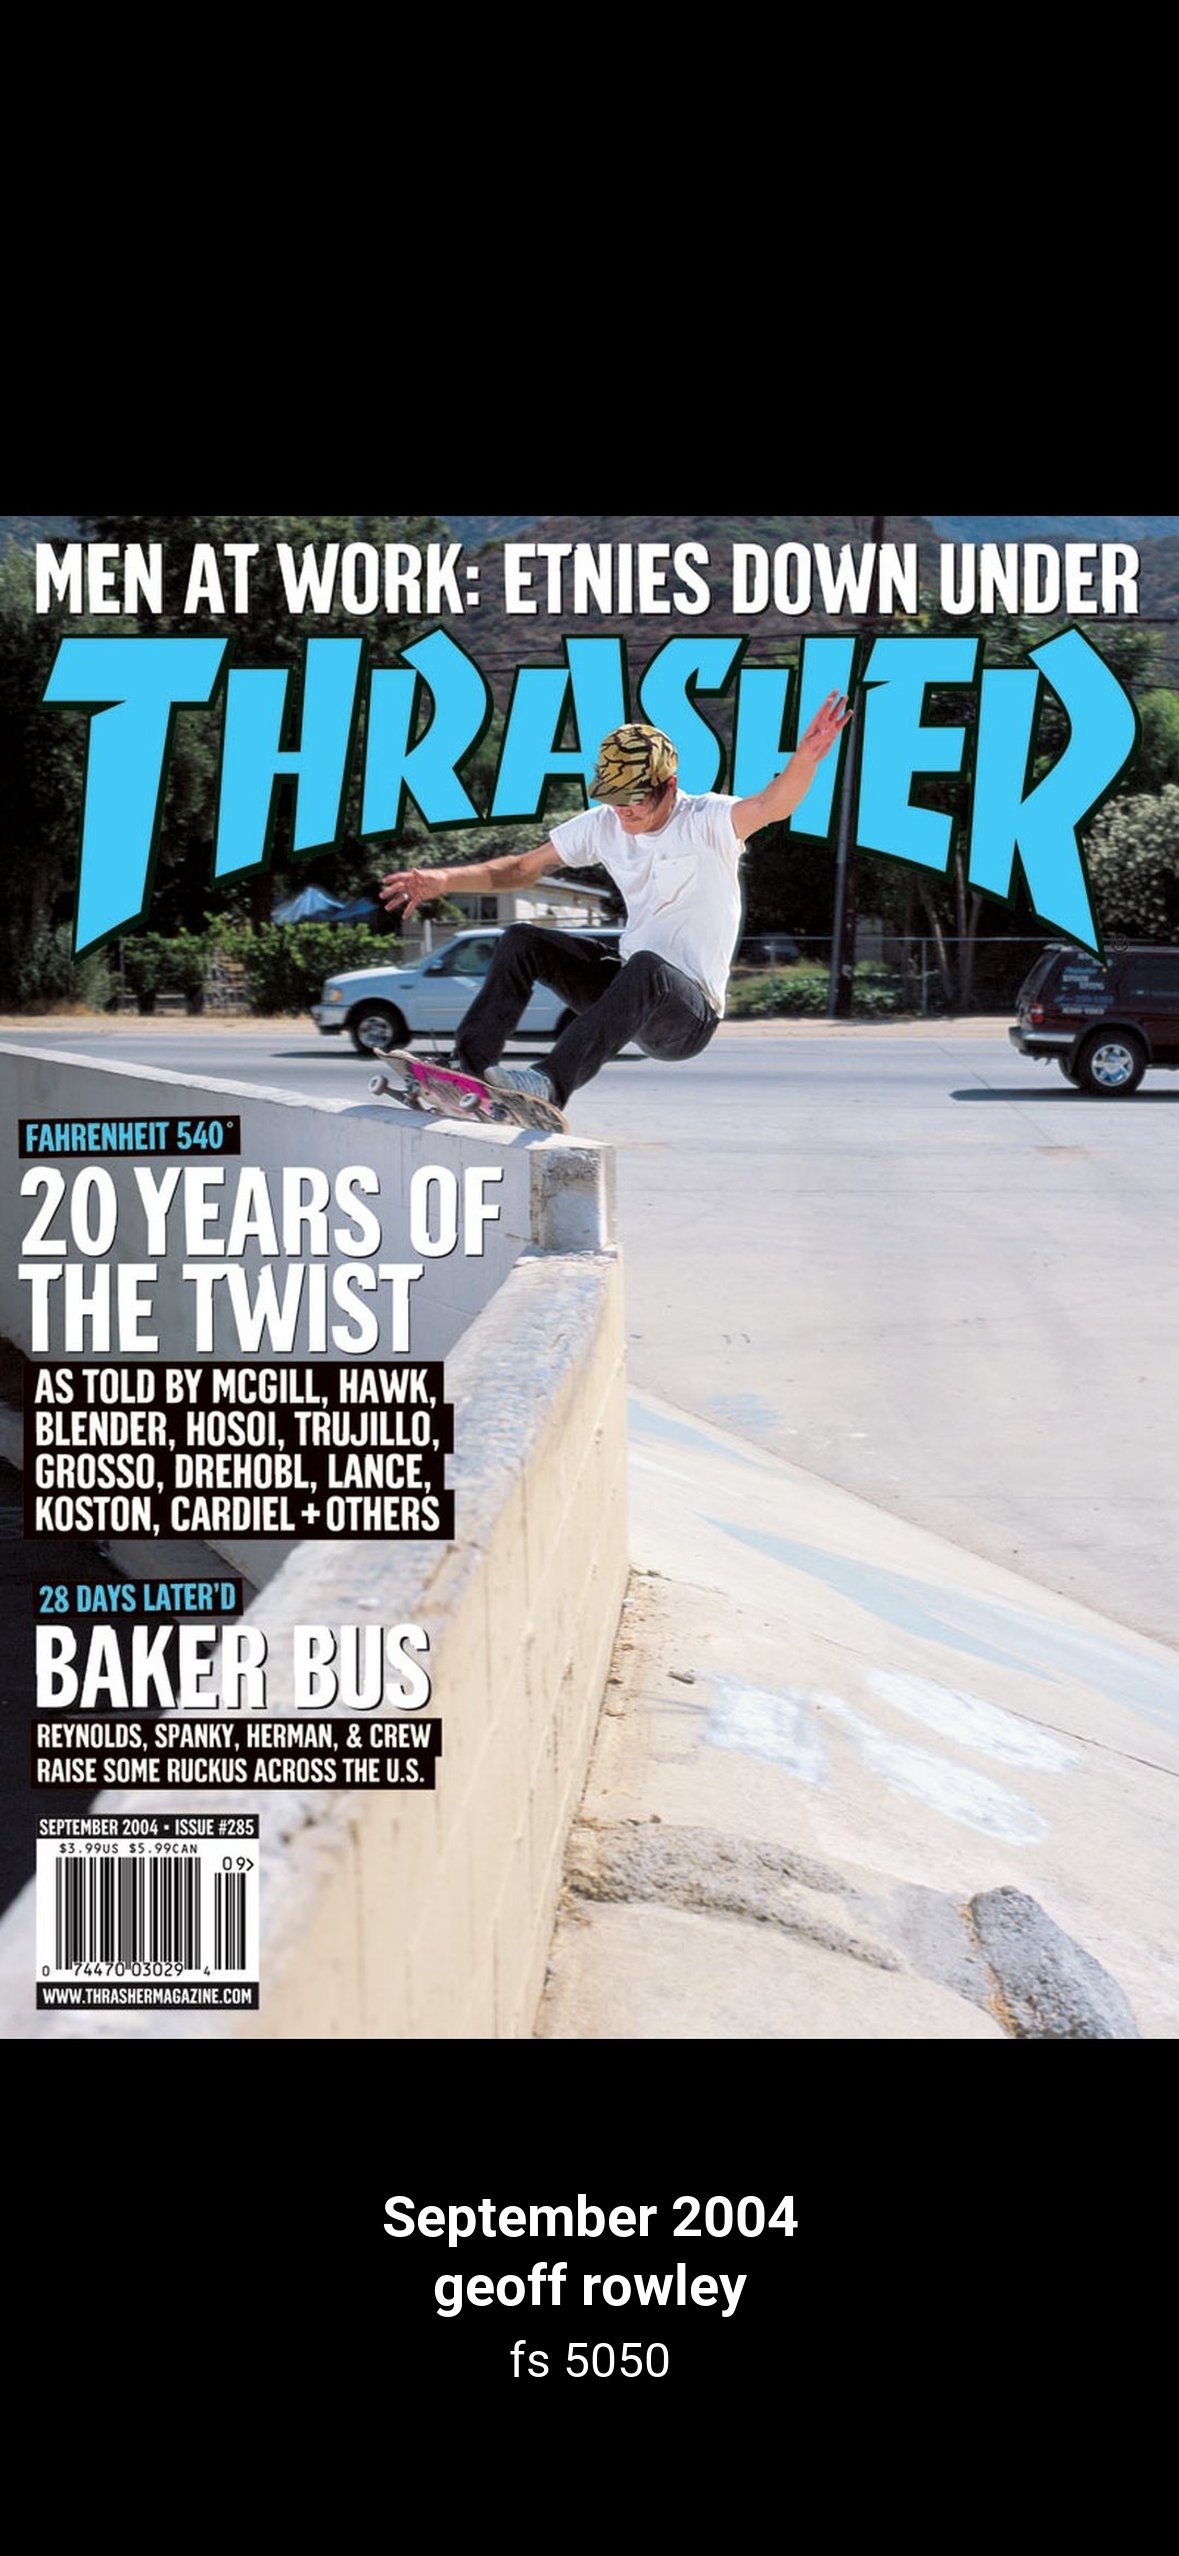 MEN AT WORK: ETNIES DOWN UNDER
THRASHER
FAHRENHEIT 540°
20 YEARS OF
THE TWIST
AS TOLD BY MCGILL, HAWK,
BLENDER, HOSOI, TRUJILLO,
GROSSO, DREHOBL, LANCE,
KOSTON, CARDIEL + OTHERS
28 DAYS LATER'D
BAKER BUS
REYNOLDS, SPANKY, HERMAN, & CREW
RAISE SOME RUCKUS ACROSS THE U.S.
SEPTEMBER 2004 • ISSUE #285
$3.99US $5.99CAN
09>
0 74470 03029 4
WWW.THRASHERMAGAZINE.COM
September 2004
geoff rowley
fs 5050